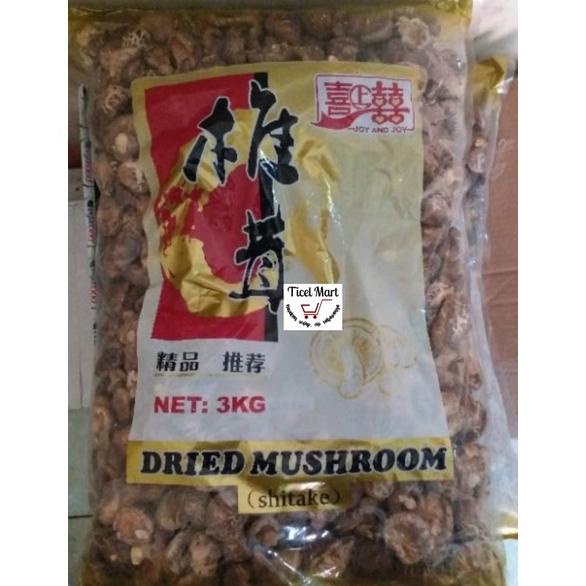 喜上囍
JOY AND JOY
椎茸
Ticel Mart
精品 推荐
NET: 3KG
DRIED MUSHROOM
(shitake)